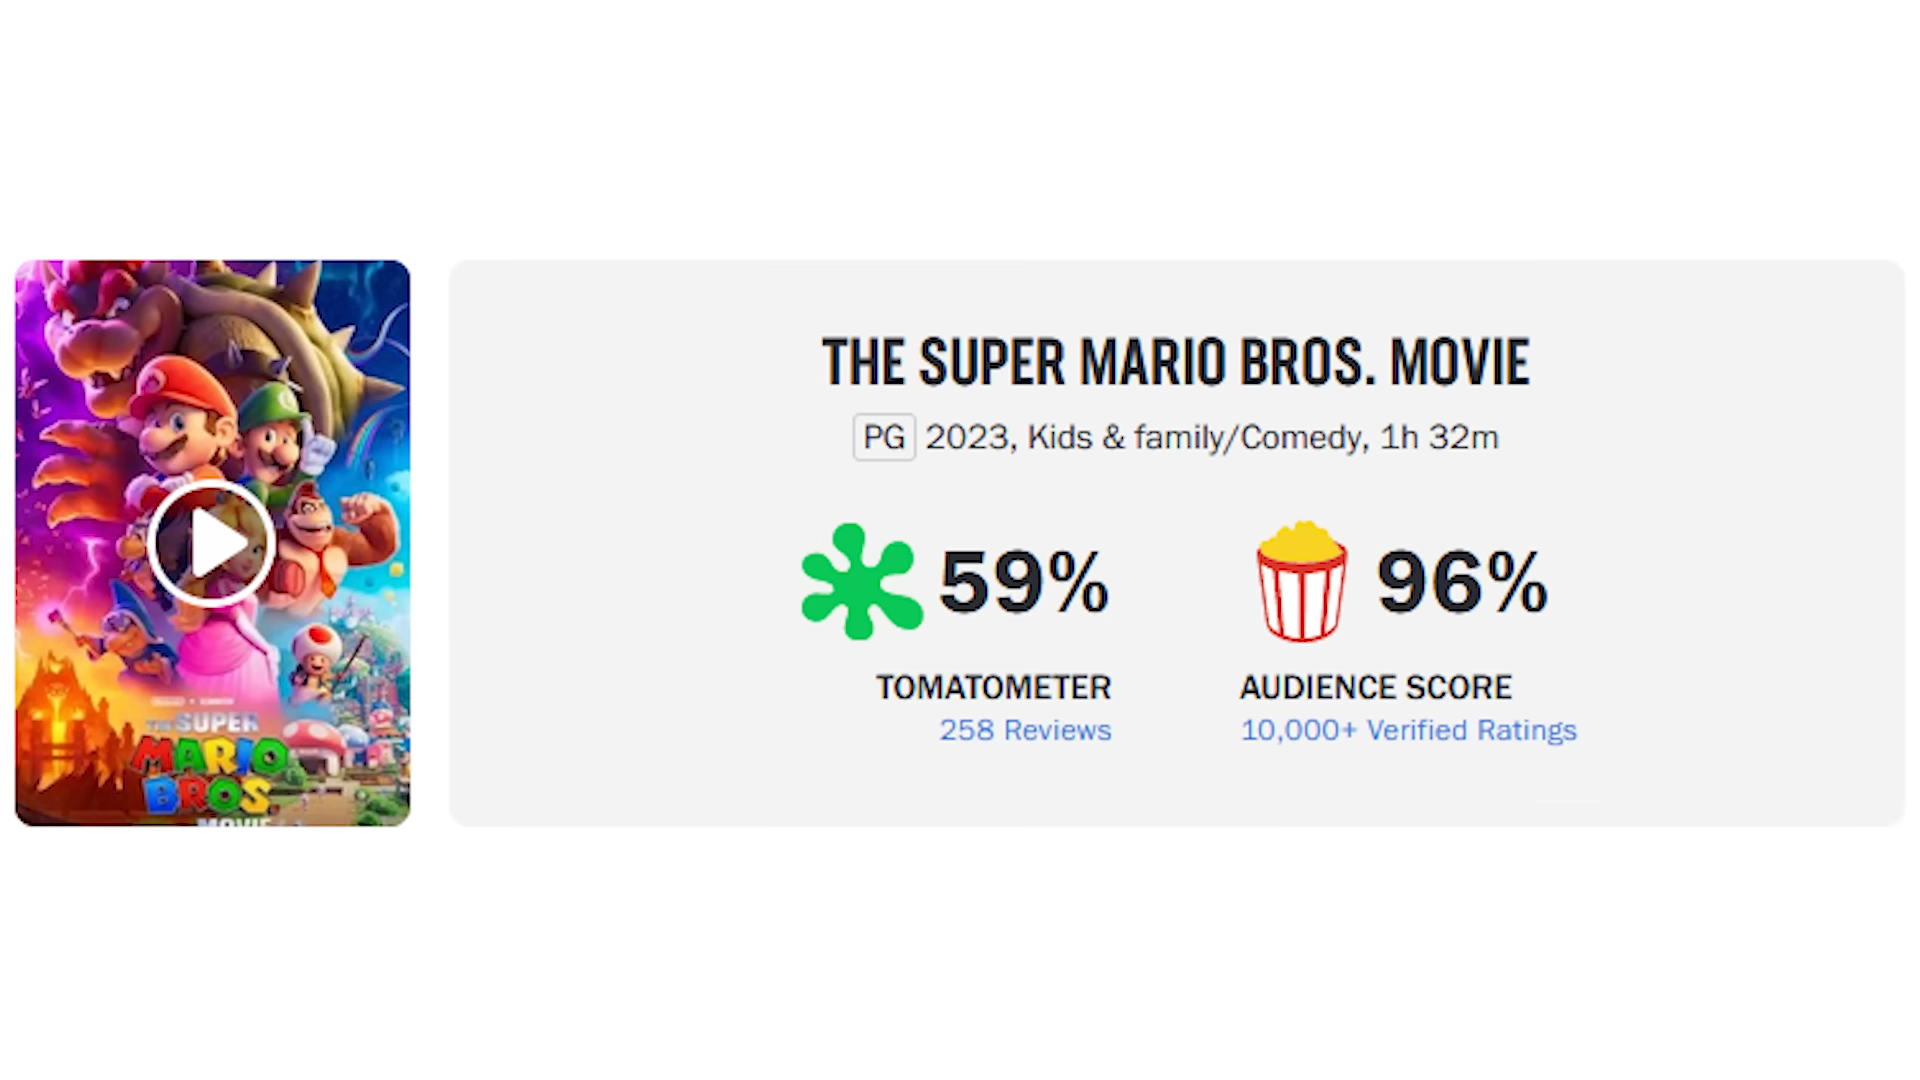 THE SUPER
MARIO
BROS.
MOVIE
THE SUPER MARIO BROS. MOVIE
PG 2023, Kids & family/Comedy, 1h 32m
59%
96%
TOMATOMETER
AUDIENCE SCORE
258 Reviews
10,000+ Verified Ratings